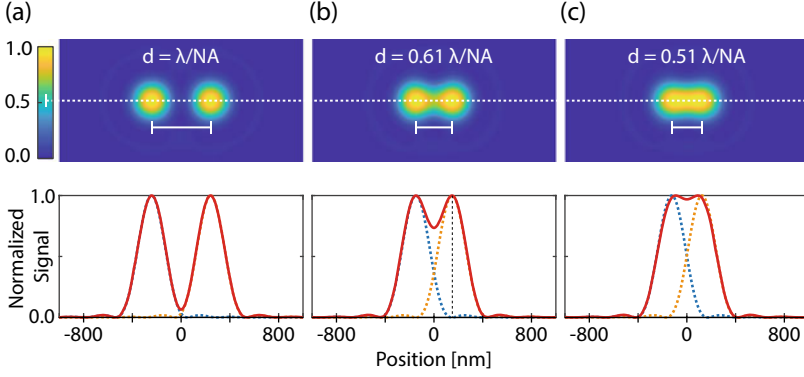 (a) (b) (c)
1.0 d = λ/NA d = 0.61 λ/NA d = 0.51 λ/NA
0.5
0.0
1.0
Normalized
Signal
0.0
-800 0 800 -800 0 800 -800 0 800
Position [nm]